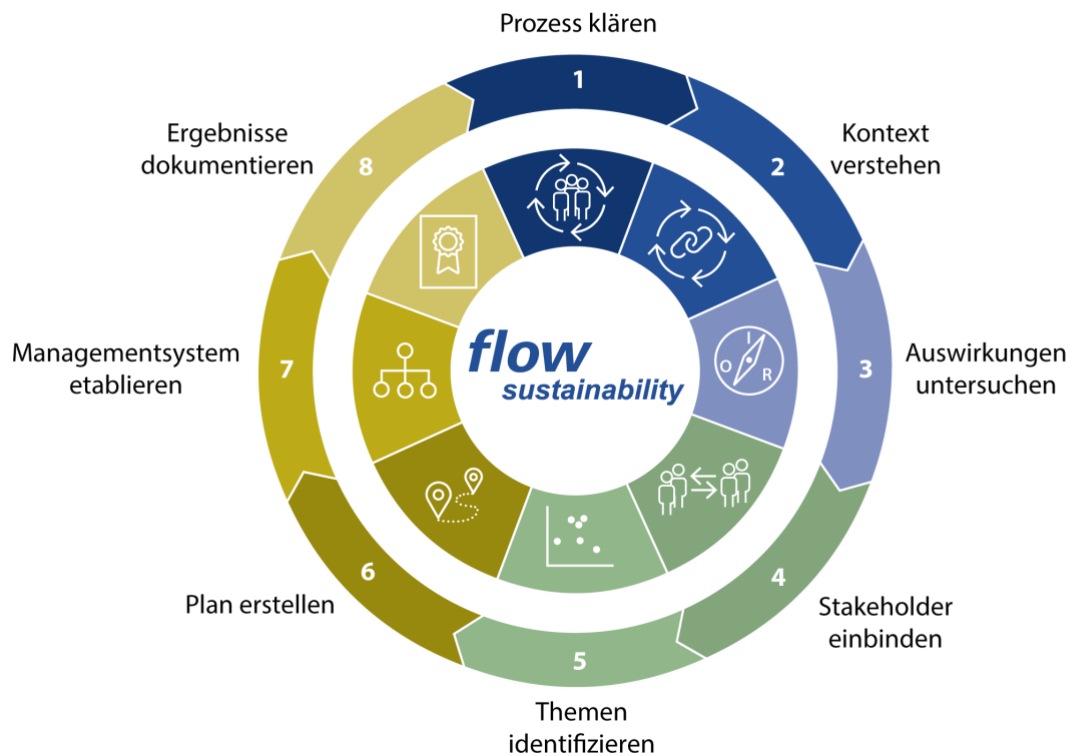 Prozess klären
1
Kontext
verstehen
2
Auswirkungen
untersuchen
3
Stakeholder
einbinden
4
Themen
identifizieren
5
Plan erstellen
6
Managementsystem
etablieren
7
Ergebnisse
dokumentieren
8
I
O
R
flow
sustainability